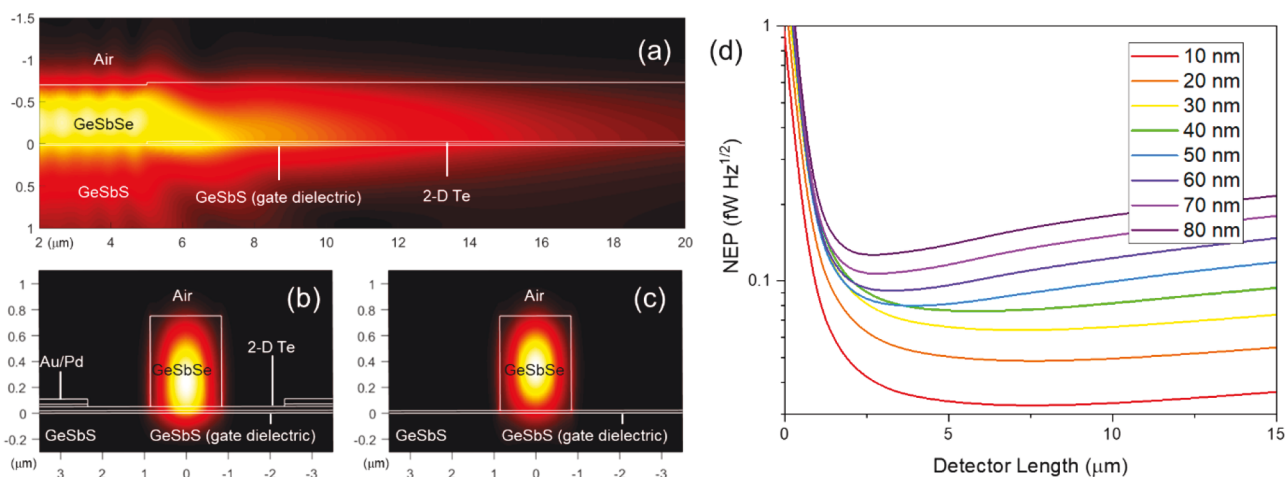 (a)
-1.5
-1
-0.5
0
0.5
1
Air
GeSbSe
GeSbS
GeSbS (gate dielectric)
2-D Te
2 (μm) 4 6 8 10 12 14 16 18 20
(b)
1
0.8
0.6
0.4
0.2
0
-0.2
(μm)
Air
2-D Te
Au/Pd
GeSbSe
GeSbS
GeSbS (gate dielectric)
3 2 1 0 -1 -2 -3
(c)
1
0.8
0.6
0.4
0.2
0
-0.2
(μm)
Air
GeSbSe
GeSbS
GeSbS (gate dielectric)
3 2 1 0 -1 -2 -3
(d)
1
0.1
NEP (fW Hz1/2)
10 nm
20 nm
30 nm
40 nm
50 nm
60 nm
70 nm
80 nm
0 5 10 15
Detector Length (μm)